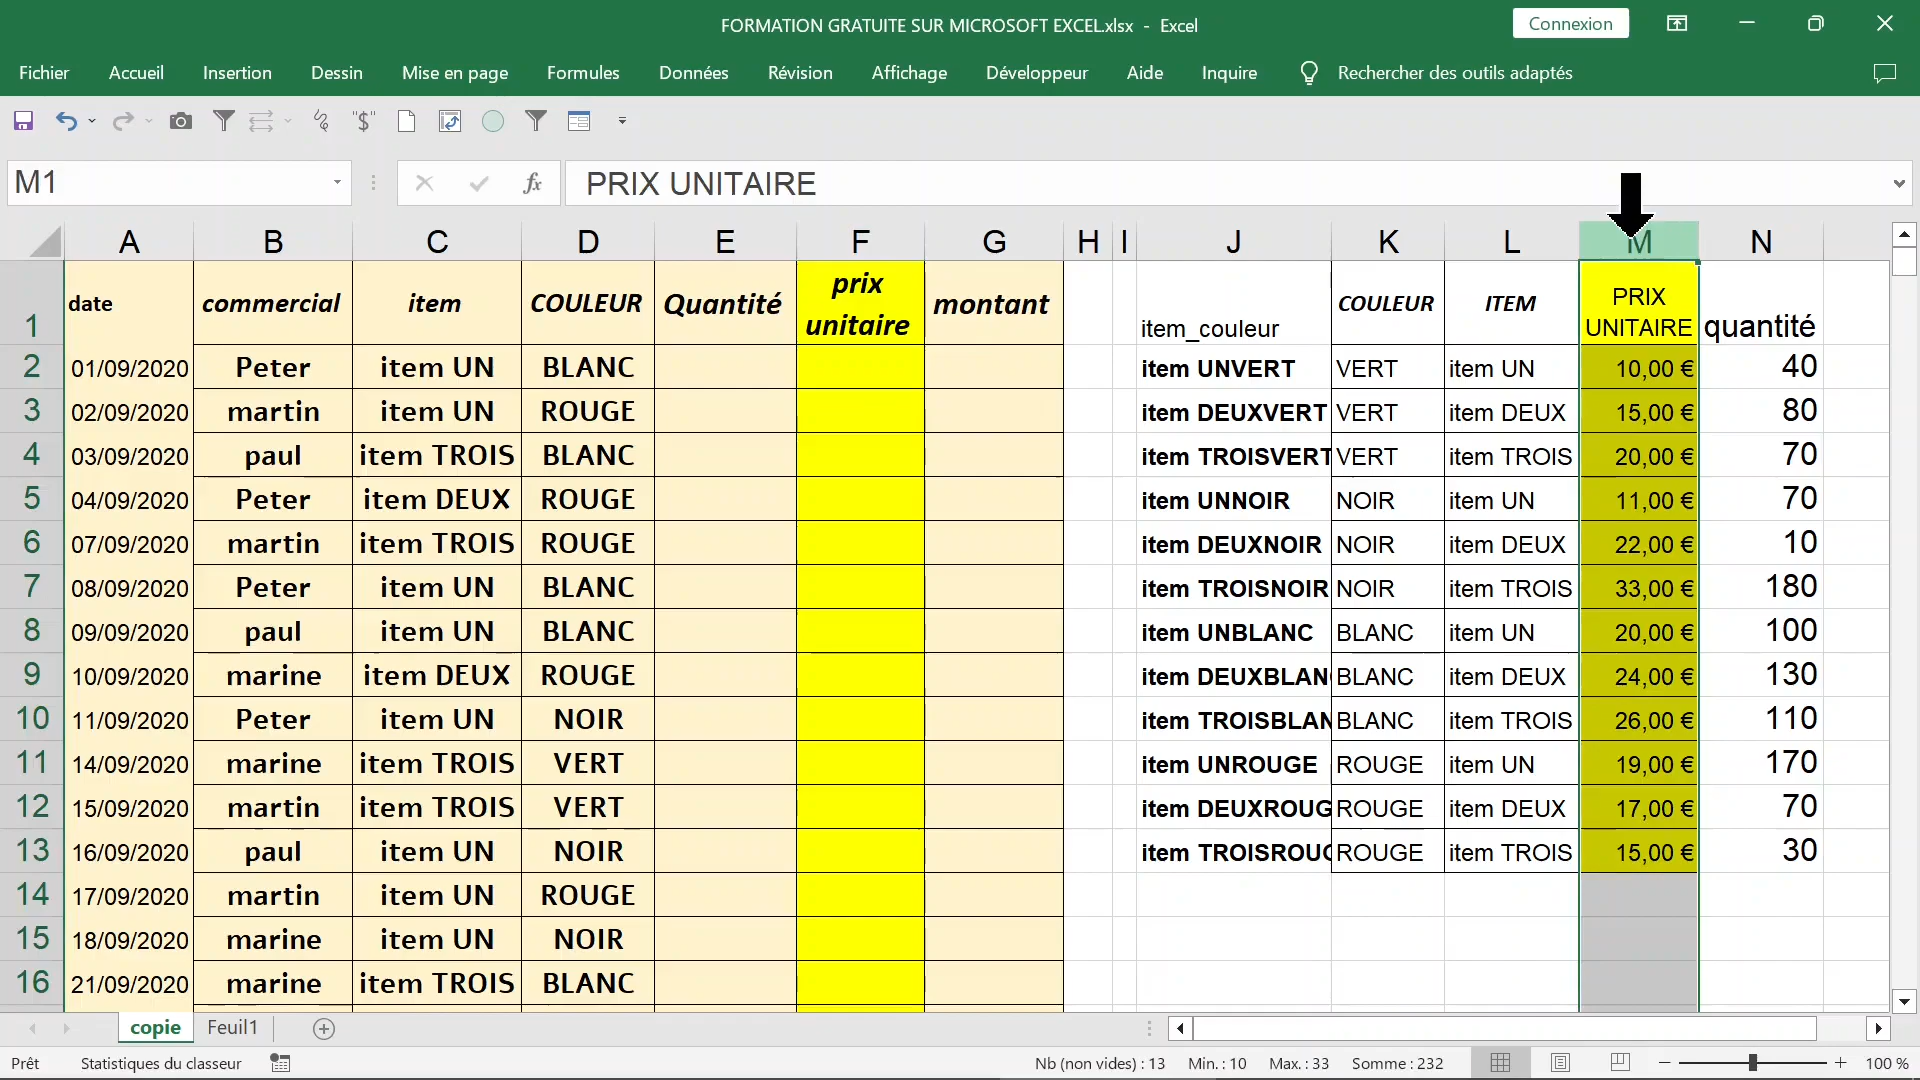 FORMATION GRATUITE SUR MICROSOFT EXCEL.xlsx - Excel
Connexion
Fichier Accueil Insertion Dessin Mise en page Formules Données Révision Affichage Développeur Aide Inquire Rechercher des outils adaptés
"$"
M1 fx PRIX UNITAIRE
A B C D E F G H I J K L M N
1 date commercial item COULEUR Quantité prix unitaire montant item_couleur COULEUR ITEM PRIX UNITAIRE quantité
2 01/09/2020 Peter item UN BLANC item UNVERT VERT item UN 10,00 € 40
3 02/09/2020 martin item UN ROUGE item DEUXVERT VERT item DEUX 15,00 € 80
4 03/09/2020 paul item TROIS BLANC item TROISVERT VERT item TROIS 20,00 € 70
5 04/09/2020 Peter item DEUX ROUGE item UNNOIR NOIR item UN 11,00 € 70
6 07/09/2020 martin item TROIS ROUGE item DEUXNOIR NOIR item DEUX 22,00 € 10
7 08/09/2020 Peter item UN BLANC item TROISNOIR NOIR item TROIS 33,00 € 180
8 09/09/2020 paul item UN BLANC item UNBLANC BLANC item UN 20,00 € 100
9 10/09/2020 marine item DEUX ROUGE item DEUXBLAN BLANC item DEUX 24,00 € 130
10 11/09/2020 Peter item UN NOIR item TROISBLAN BLANC item TROIS 26,00 € 110
11 14/09/2020 marine item TROIS VERT item UNROUGE ROUGE item UN 19,00 € 170
12 15/09/2020 martin item TROIS VERT item DEUXROUG ROUGE item DEUX 17,00 € 70
13 16/09/2020 paul item UN NOIR item TROISROUG ROUGE item TROIS 15,00 € 30
14 17/09/2020 martin item UN ROUGE
15 18/09/2020 marine item UN NOIR
16 21/09/2020 marine item TROIS BLANC
copie Feuil1
Prêt Statistiques du classeur Nb (non vides) : 13 Min. : 10 Max. : 33 Somme : 232 100 %